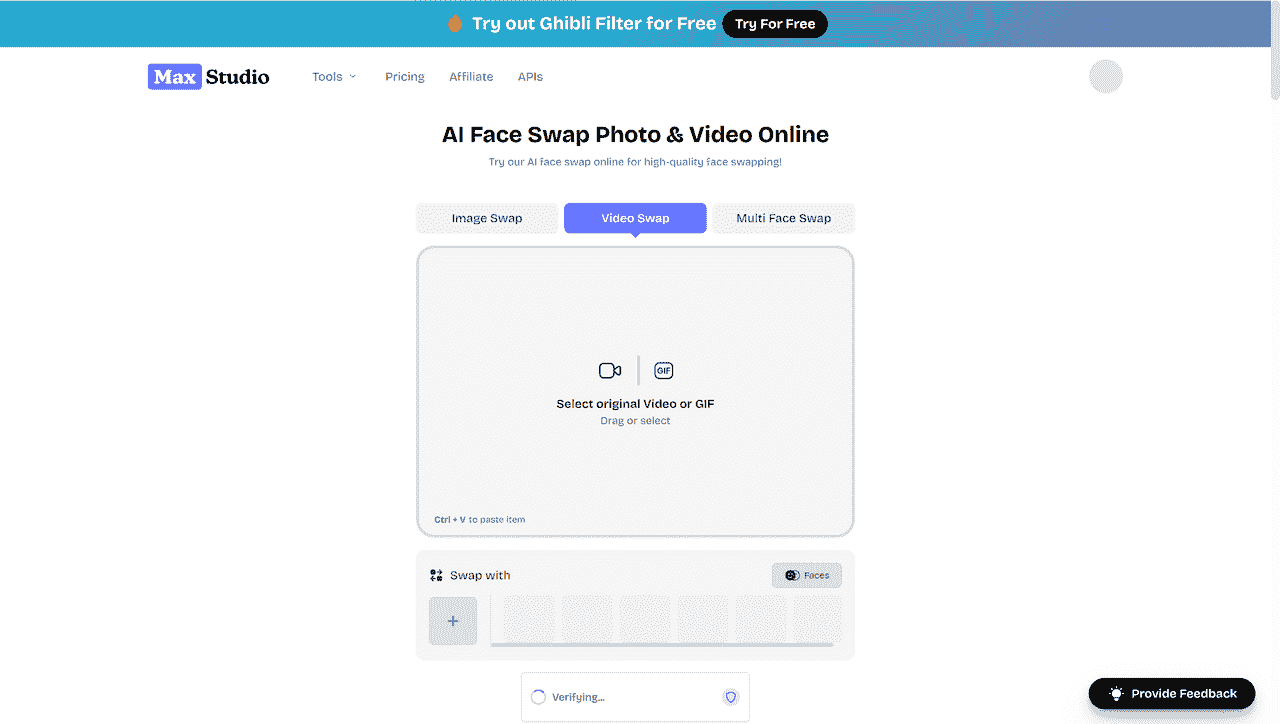 Try out Ghibli Filter for Free Try For Free
Max Studio Tools Pricing Affiliate APIs
AI Face Swap Photo & Video Online
Try our AI face swap online for high-quality face swapping!
Image Swap Video Swap Multi Face Swap
GIF
Select original Video or GIF
Drag or select
Ctrl + V to paste item
Swap with Faces
+
Verifying...
Provide Feedback